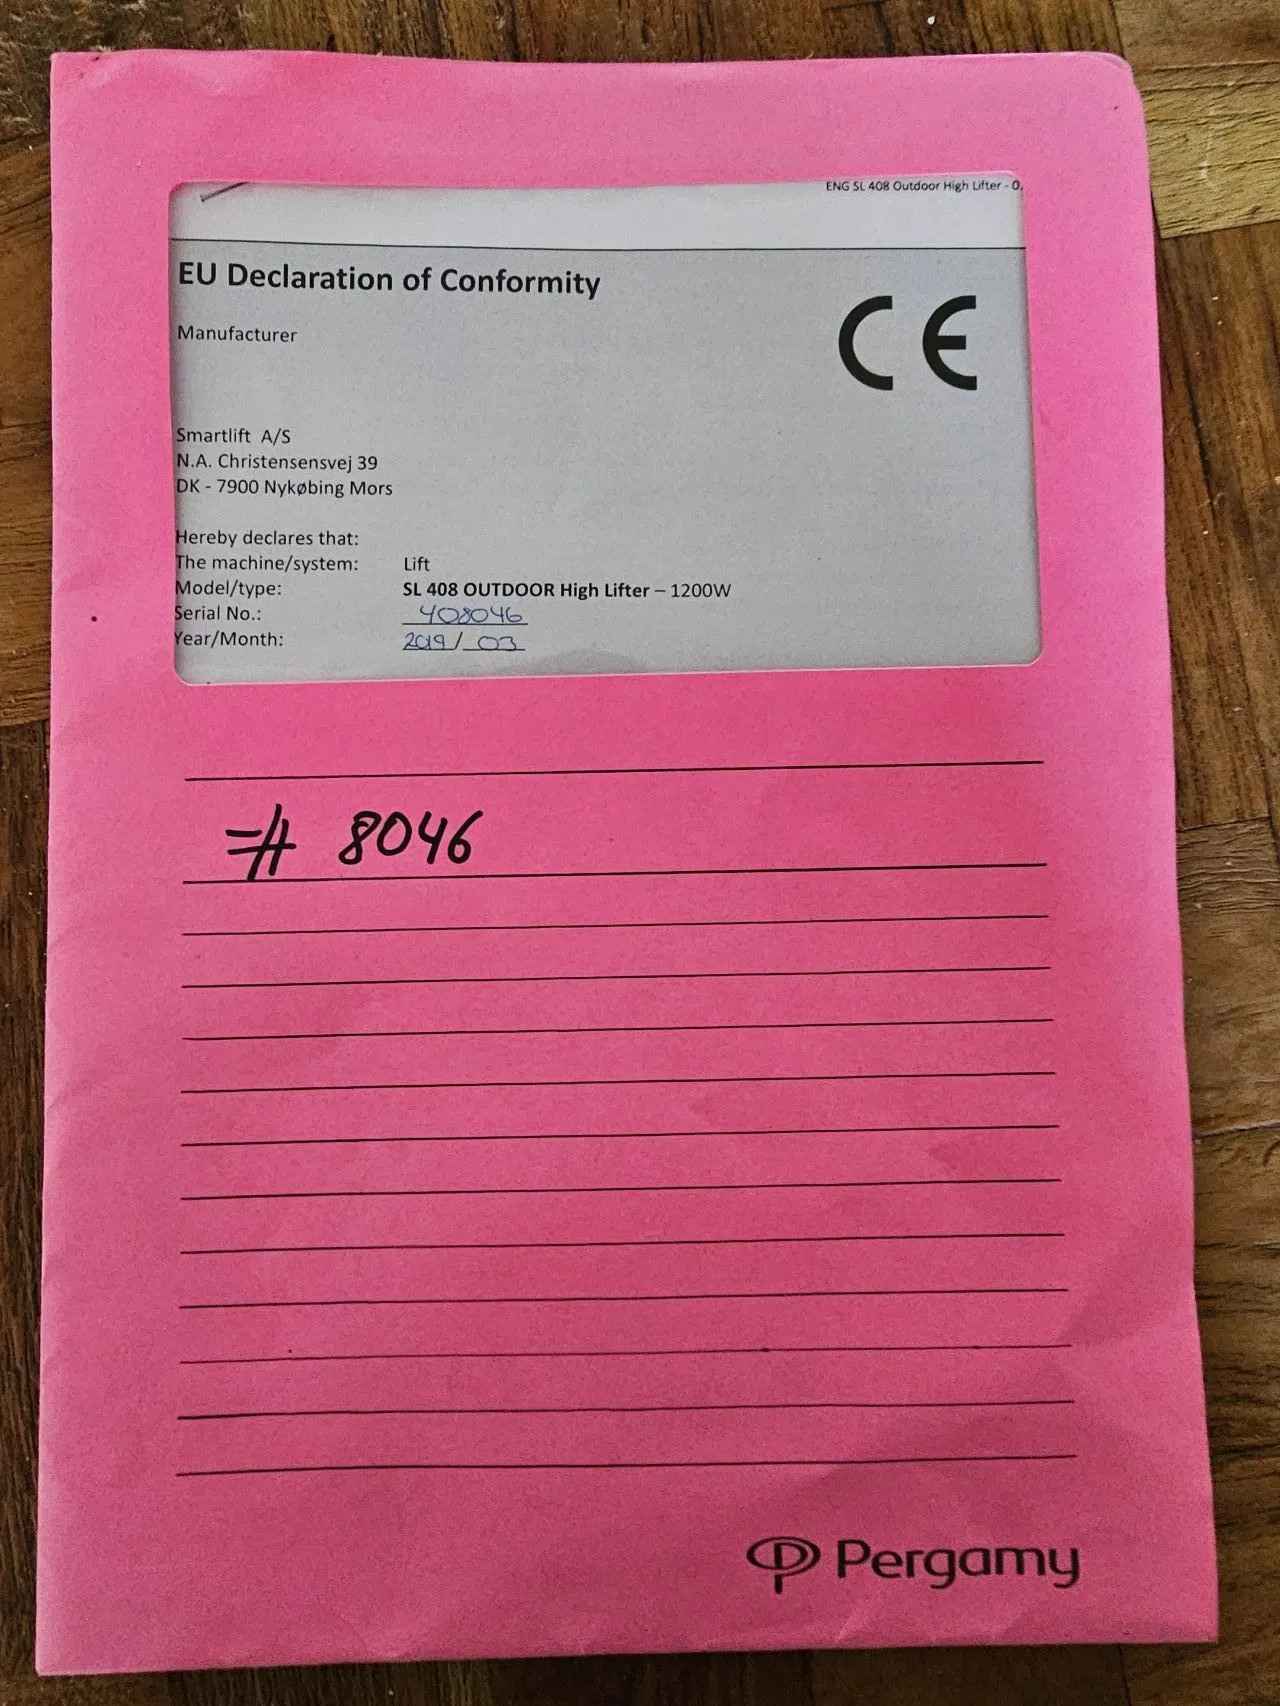 ENG SL 408 Outdoor High Lifter - 0.
EU Declaration of Conformity
CE
Manufacturer
Smartlift A/S
N.A. Christensensvej 39
DK - 7900 Nykøbing Mors
Hereby declares that:
The machine/system: Lift
Model/type: SL 408 OUTDOOR High Lifter – 1200W
Serial No.: 408046
Year/Month: 2019 / 03
# 8046
Pergamy